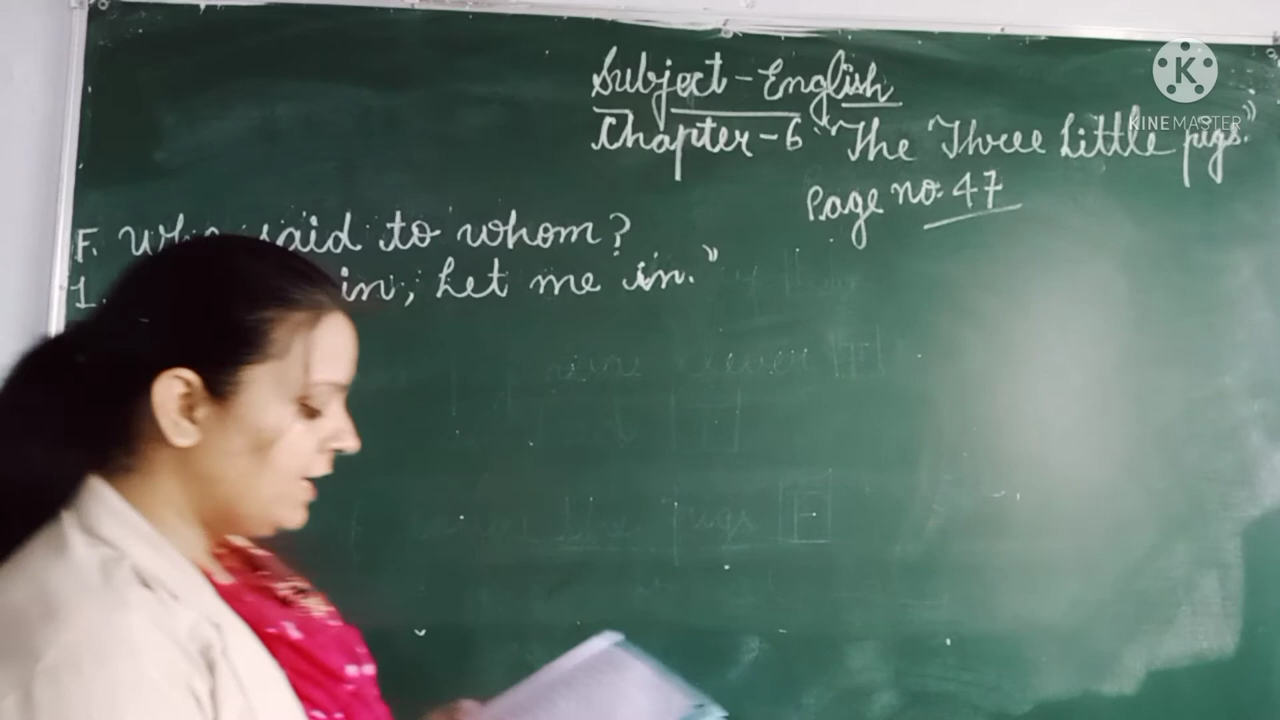 Subject - English
Chapter - 6 "The Three Little pigs."
Page no. 47
F. Who said to whom?
1. in, Let me in."
KINEMASTER